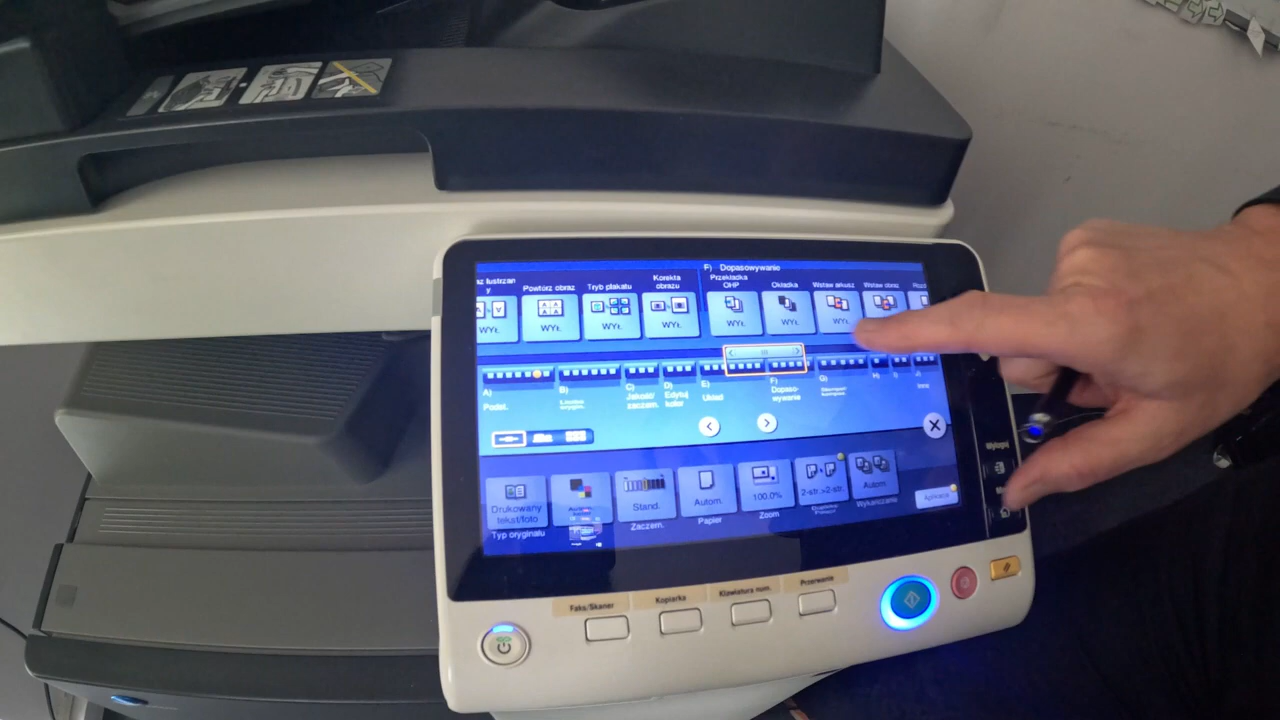 F) Dopasowywanie
az lustrzan
y
Powtórz obraz
Tryb plakatu
Korekta
obrazu
Przekładka
OHP
Okładka
Wstaw arkusz
Wstaw obraz
WYŁ.
WYŁ.
WYŁ.
WYŁ.
WYŁ.
WYŁ.
WYŁ.
A)
Podst.
B)
C)
Jakość/
zaczern.
D)
Edytuj
kolor
E)
Układ
F)
Dopaso-
wywanie
G)
H)
I)
J)
Inne
Drukowany
tekst/foto
Typ oryginału
Stand.
Zaczern.
Autom.
Papier
100.0%
Zoom
2-str.>2-str.
Autom.
Wykańczanie
Aplikacja
Wyloguj
Faks/Skaner
Kopiarka
Klawiatura num.
Przerwanie